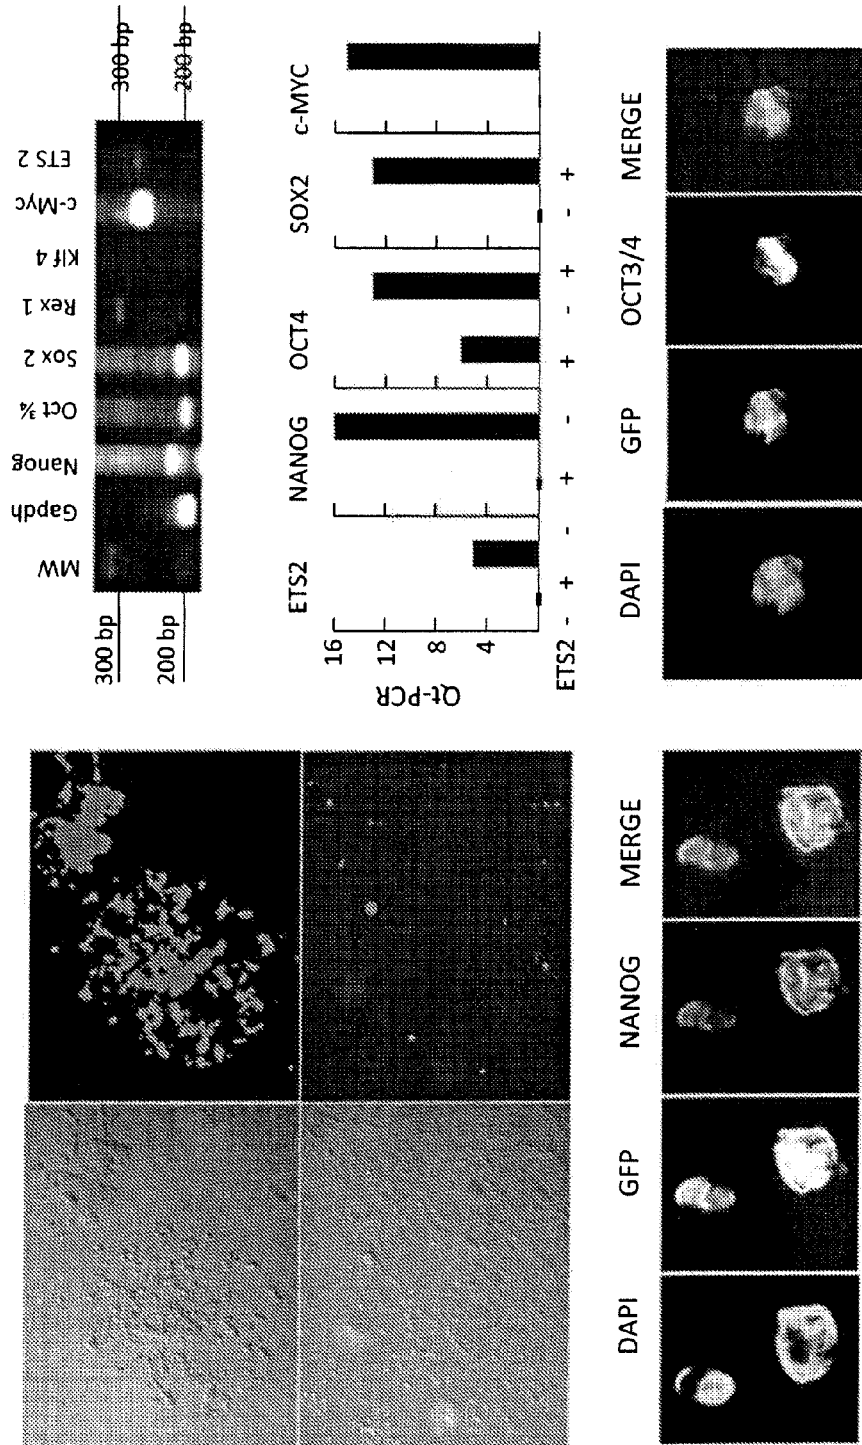 MW Gapdh Nanog Oct ¾ Sox 2 Rex 1 Klf 4 c-Myc ETS 2
300 bp 300 bp
200 bp 200 bp
ETS2 NANOG OCT4 SOX2 c-MYC
16
12
8
4
Qt-PCR
ETS2 - + - + - + - + - +
DAPI GFP NANOG MERGE
DAPI GFP OCT3/4 MERGE